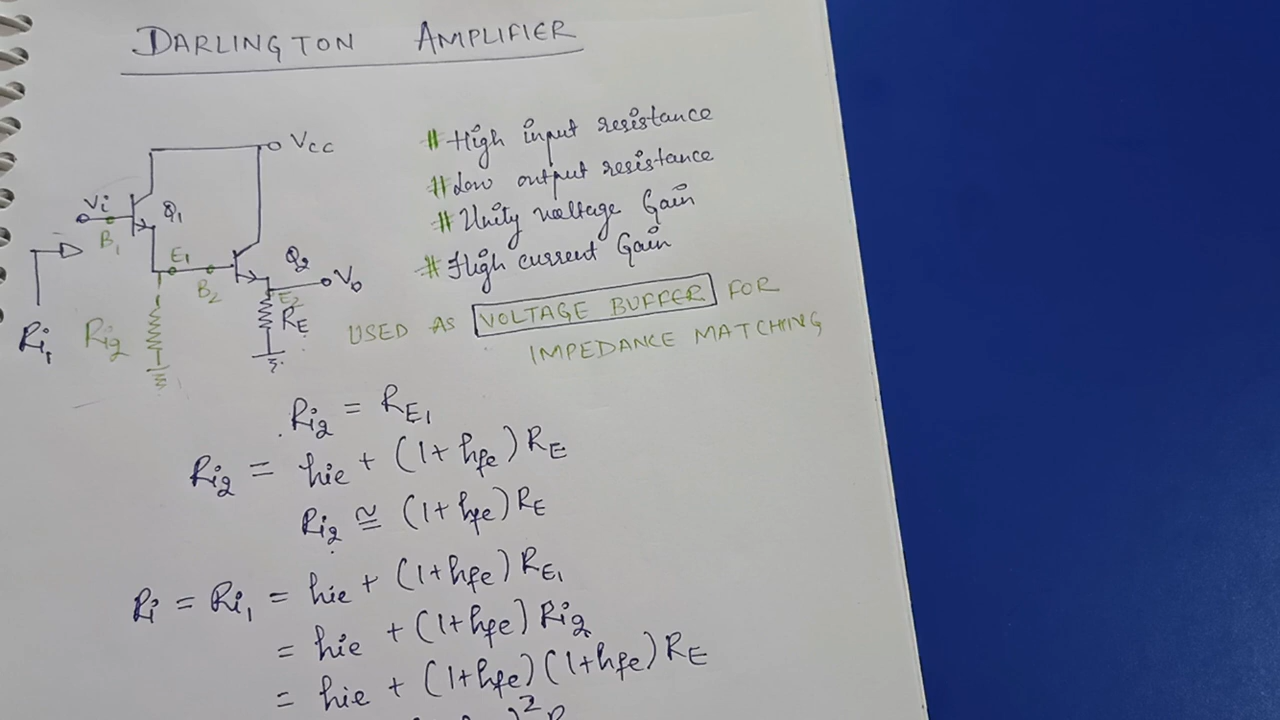 DARLINGTON AMPLIFIER
Vcc
Vi
Q1
B1
E1
B2
Q2
Vo
E2
RE
Ri1
Ri2
# High input resistance
# Low output resistance
# Unity voltage Gain
# High current Gain
USED AS VOLTAGE BUFFER FOR
IMPEDANCE MATCHING
Ri2 = RE1
Ri2 = hie + (1+hfe) RE
Ri2 ≅ (1+hfe) RE
Ri = Ri1 = hie + (1+hfe) RE1
= hie + (1+hfe) Ri2
= hie + (1+hfe) (1+hfe) RE